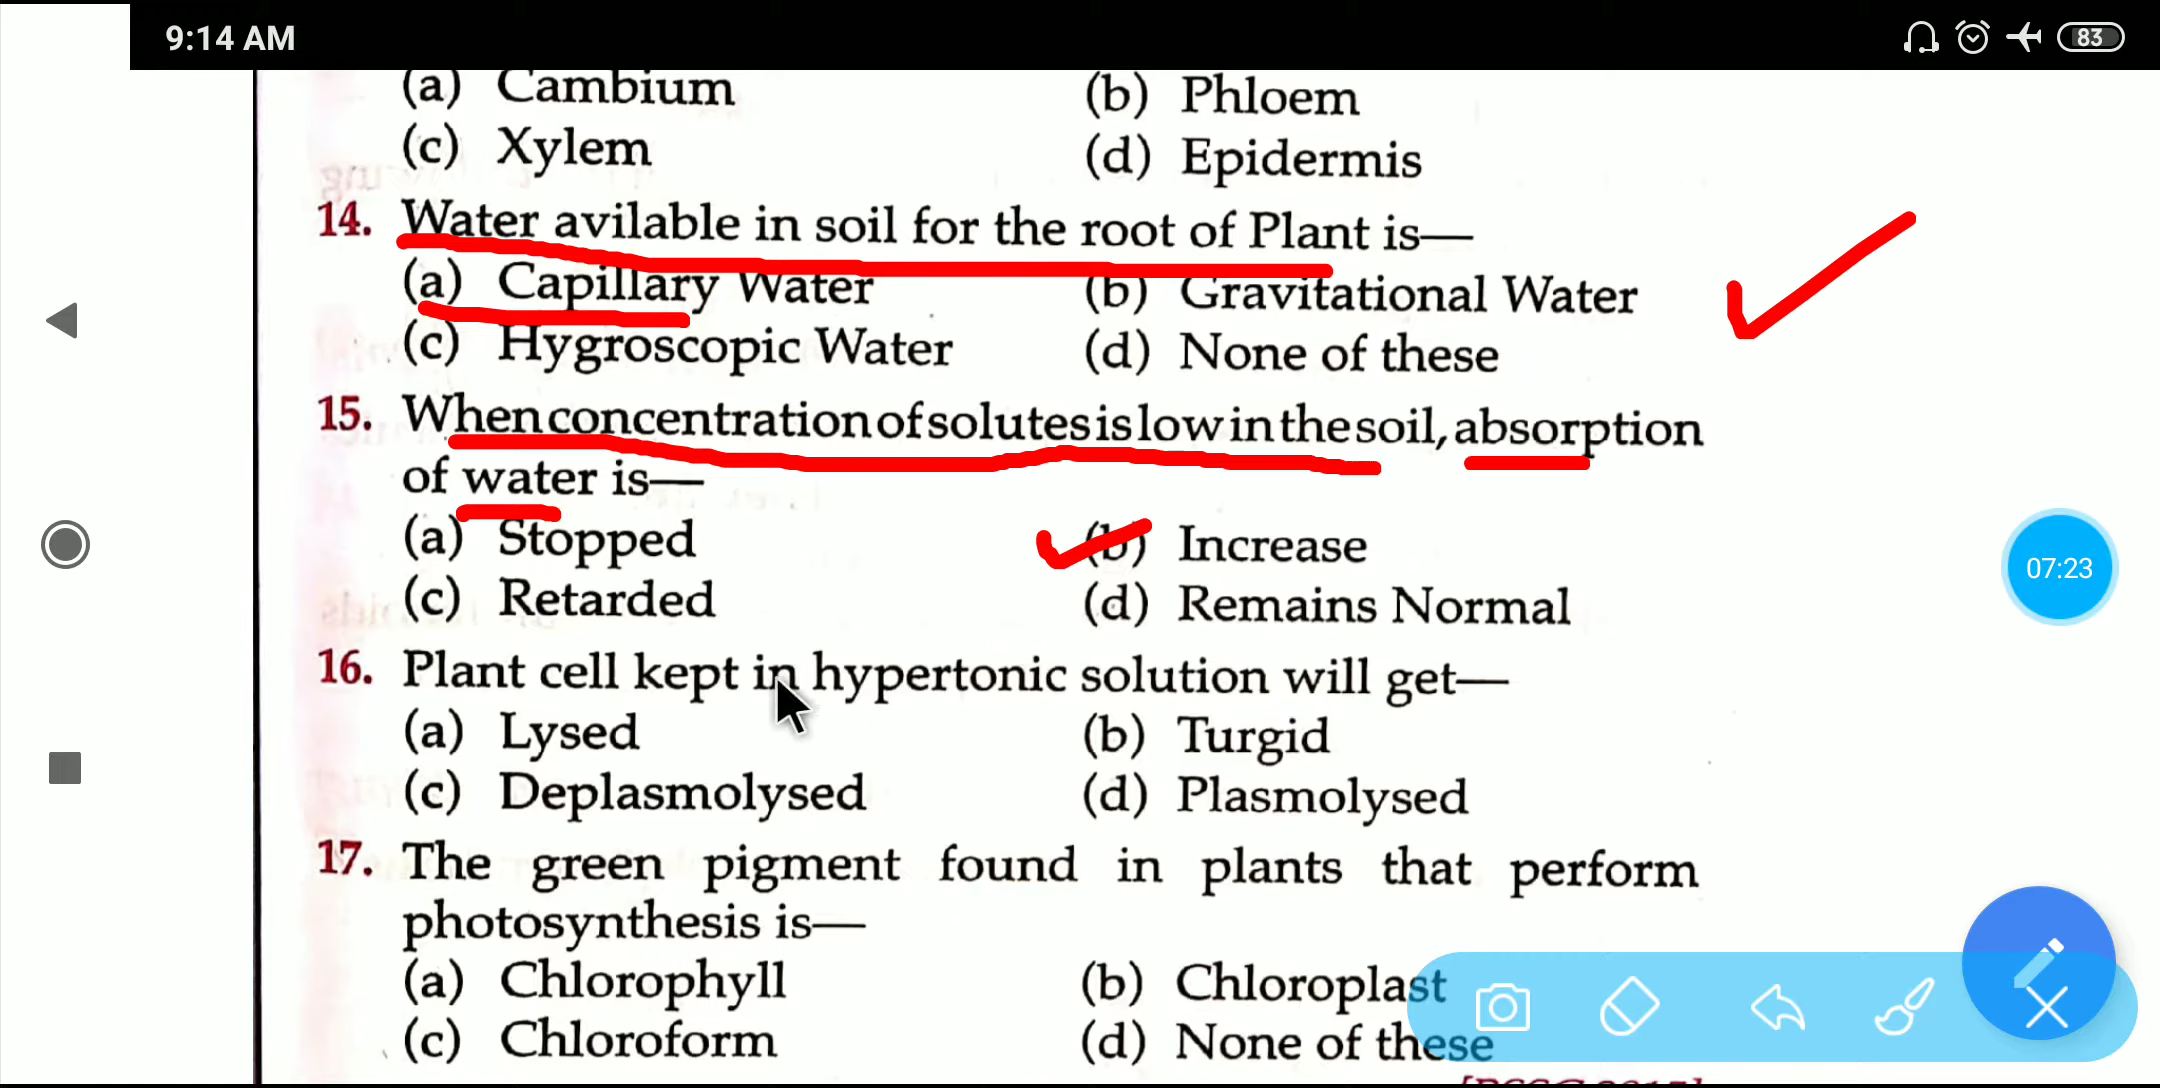 9:14 AM
83
(a) Cambium (b) Phloem
(c) Xylem (d) Epidermis
14. Water avilable in soil for the root of Plant is—
(a) Capillary Water (b) Gravitational Water
(c) Hygroscopic Water (d) None of these
15. When concentration of solutes is low in the soil, absorption
of water is—
(a) Stopped (b) Increase
(c) Retarded (d) Remains Normal
07:23
16. Plant cell kept in hypertonic solution will get—
(a) Lysed (b) Turgid
(c) Deplasmolysed (d) Plasmolysed
17. The green pigment found in plants that perform
photosynthesis is—
(a) Chlorophyll (b) Chloroplast
(c) Chloroform (d) None of these